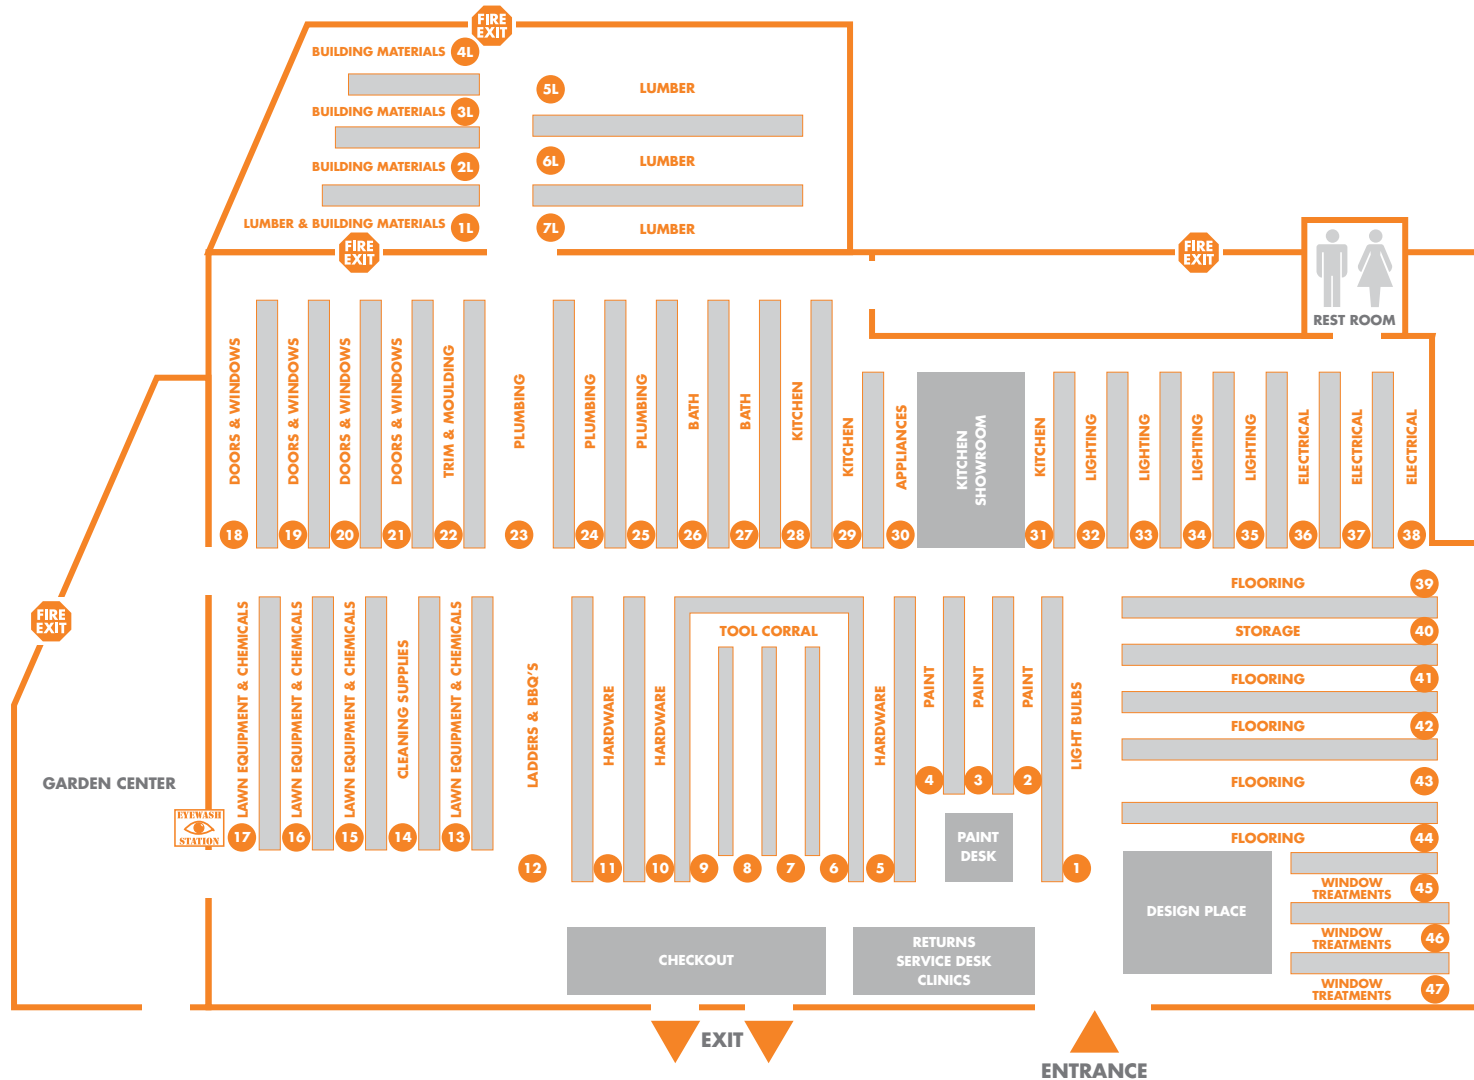 FIRE
EXIT
BUILDING MATERIALS 4L
5L LUMBER
BUILDING MATERIALS 3L
6L LUMBER
BUILDING MATERIALS 2L
LUMBER & BUILDING MATERIALS 1L
7L LUMBER
FIRE
EXIT
FIRE
EXIT
REST ROOM
DOORS & WINDOWS
18
DOORS & WINDOWS
19
DOORS & WINDOWS
20
DOORS & WINDOWS
21
TRIM & MOULDING
22
PLUMBING
23
PLUMBING
24
PLUMBING
25
BATH
26
BATH
27
KITCHEN
28
KITCHEN
29
APPLIANCES
30
KITCHEN
SHOWROOM
KITCHEN
31
LIGHTING
32
LIGHTING
33
LIGHTING
34
LIGHTING
35
ELECTRICAL
36
ELECTRICAL
37
ELECTRICAL
38
FIRE
EXIT
GARDEN CENTER
EYEWASH
STATION
LAWN EQUIPMENT & CHEMICALS
17
LAWN EQUIPMENT & CHEMICALS
16
LAWN EQUIPMENT & CHEMICALS
15
CLEANING SUPPLIES
14
LAWN EQUIPMENT & CHEMICALS
13
LADDERS & BBQ'S
12
HARDWARE
11
HARDWARE
10
TOOL CORRAL
9
8
7
6
HARDWARE
5
PAINT
4
PAINT
3
PAINT
2
PAINT
DESK
LIGHT BULBS
1
FLOORING 39
STORAGE 40
FLOORING 41
FLOORING 42
FLOORING 43
FLOORING 44
WINDOW
TREATMENTS 45
WINDOW
TREATMENTS 46
WINDOW
TREATMENTS 47
DESIGN PLACE
CHECKOUT
RETURNS
SERVICE DESK
CLINICS
EXIT
ENTRANCE